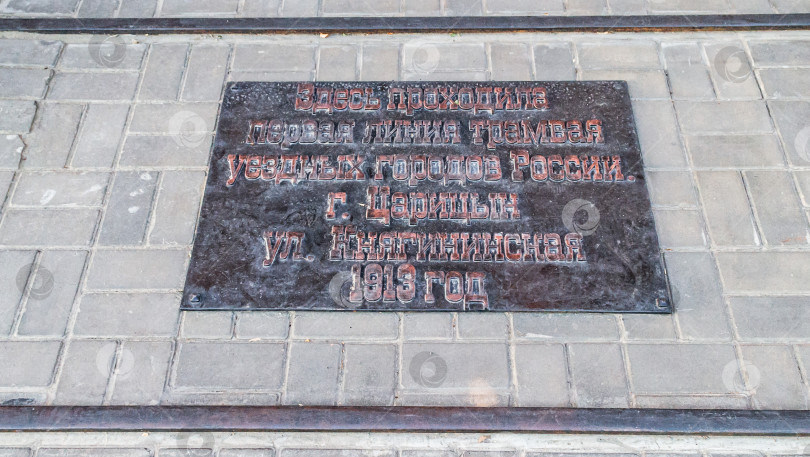 Здесь проходила
первая линия трамвая
уездных городов России.
г. Царицын
ул. Княгининская
1913 год